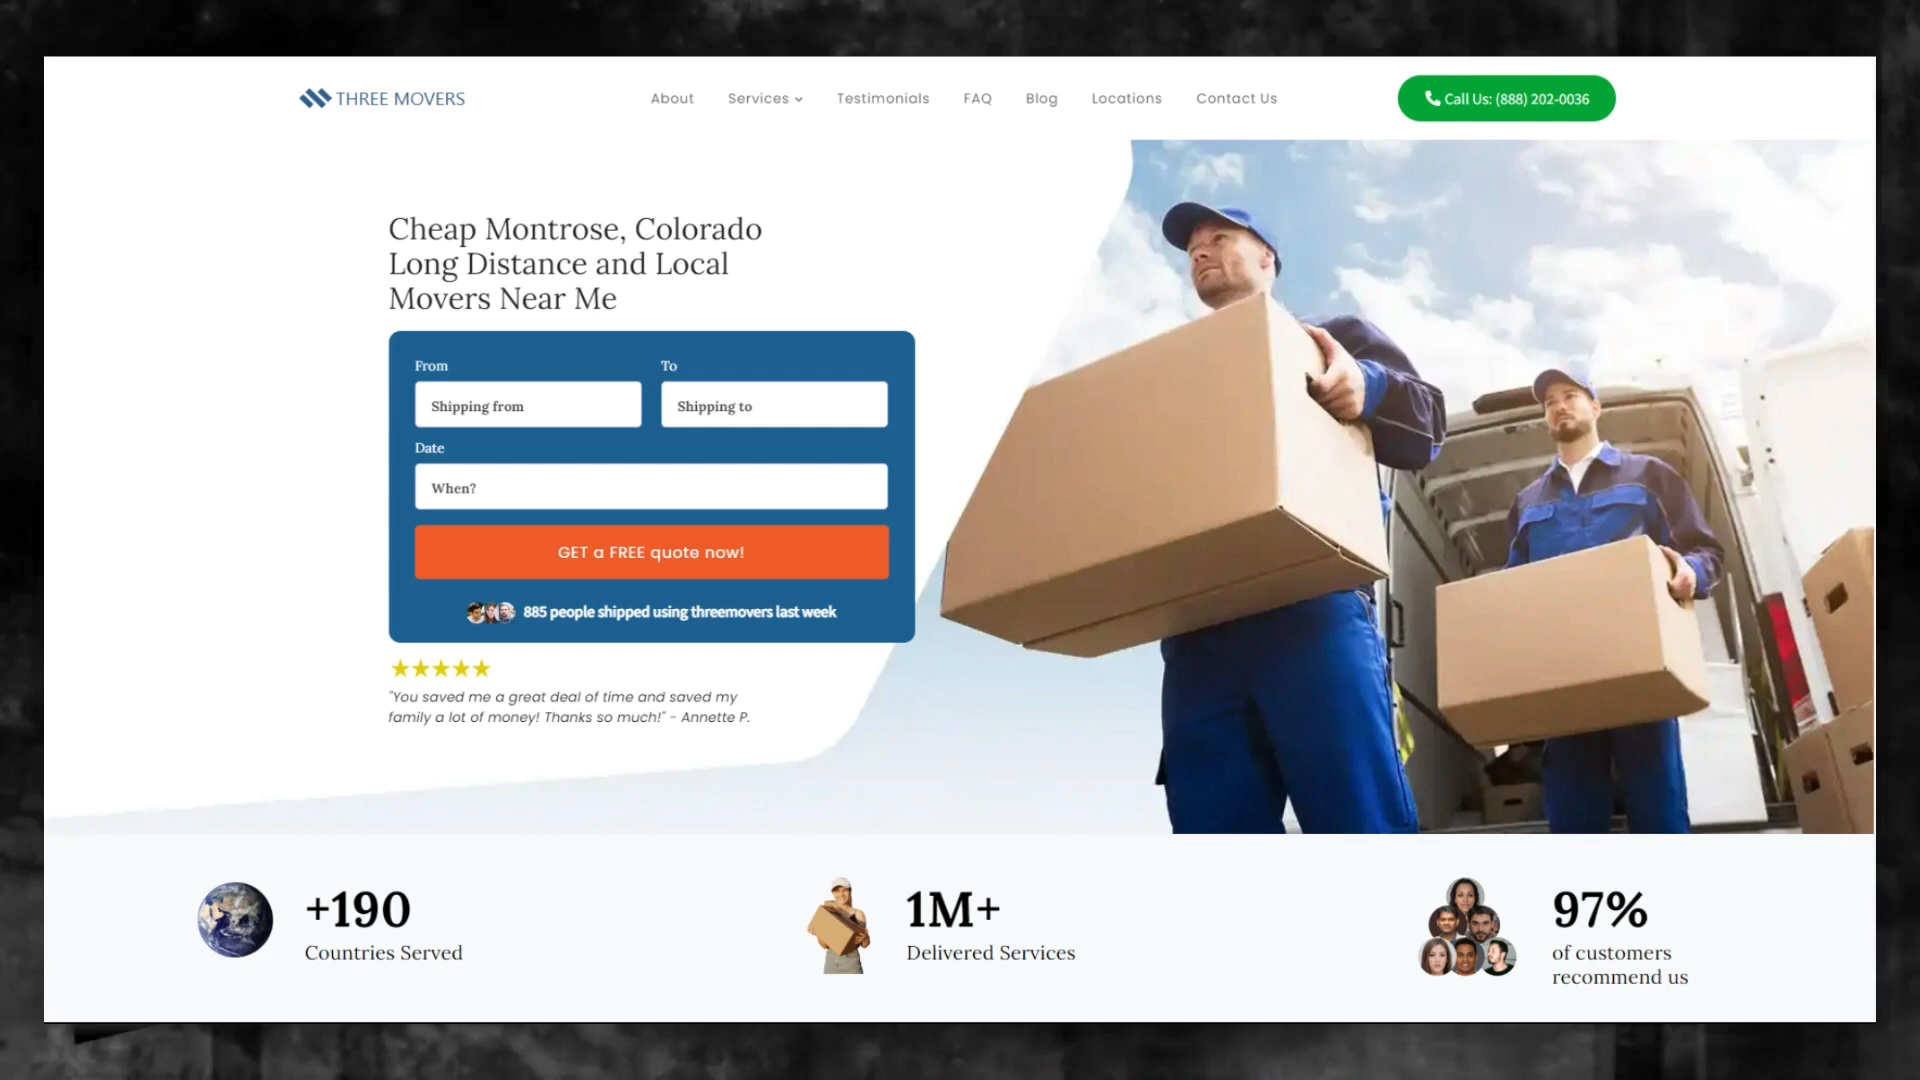 THREE MOVERS
About
Services
Testimonials
FAQ
Blog
Locations
Contact Us
Call Us: (888) 202-0036
Cheap Montrose, Colorado
Long Distance and Local
Movers Near Me
From
To
Shipping from
Shipping to
Date
When?
GET a FREE quote now!
885 people shipped using threemovers last week
"You saved me a great deal of time and saved my
family a lot of money! Thanks so much!" - Annette P.
+190
Countries Served
1M+
Delivered Services
97%
of customers
recommend us